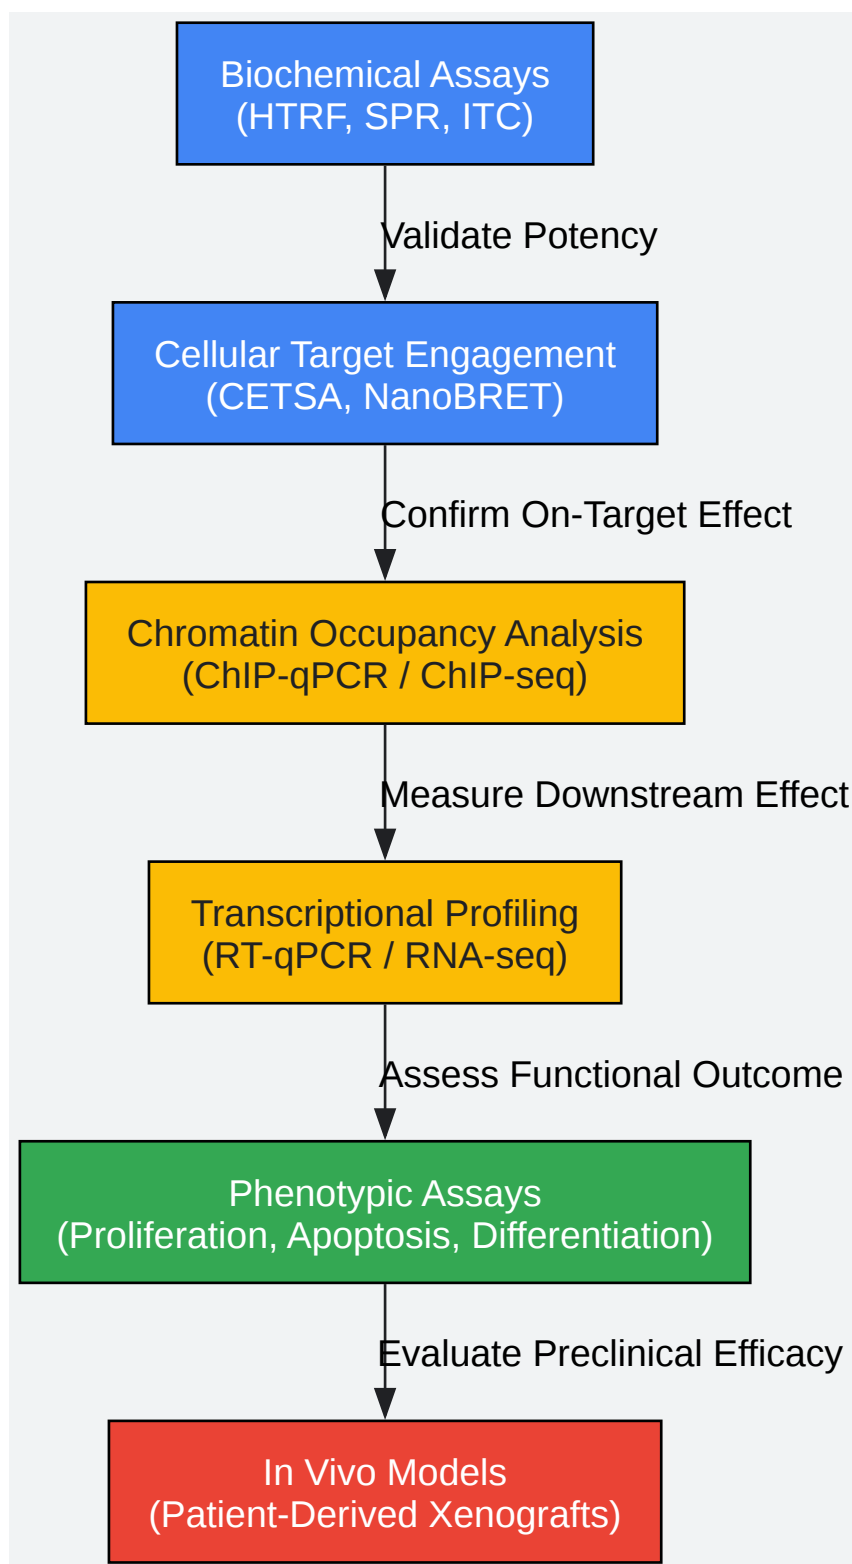 Biochemical Assays
(HTRF, SPR, ITC)
Validate Potency
Cellular Target Engagement
(CETSA, NanoBRET)
Confirm On-Target Effect
Chromatin Occupancy Analysis
(ChIP-qPCR / ChIP-seq)
Measure Downstream Effect
Transcriptional Profiling
(RT-qPCR / RNA-seq)
Assess Functional Outcome
Phenotypic Assays
(Proliferation, Apoptosis, Differentiation)
Evaluate Preclinical Efficacy
In Vivo Models
(Patient-Derived Xenografts)